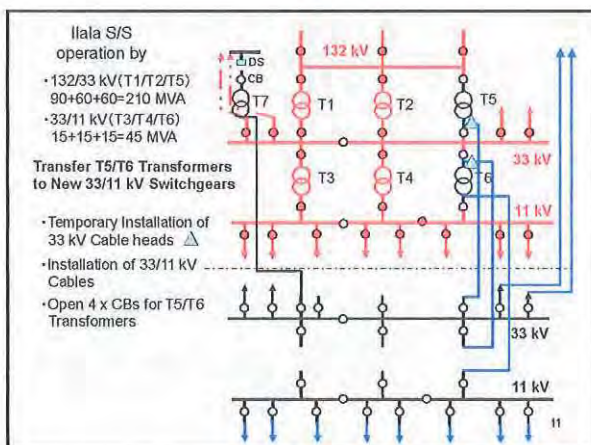 Ilala S/S
operation by
・132/33 kV(T1/T2/T5)
90+60+60=210 MVA
・33/11 kV(T3/T4/T6)
15+15+15=45 MVA
Transfer T5/T6 Transformers
to New 33/11 kV Switchgears
・Temporary Installation of
33 kV Cable heads
・Installation of 33/11 kV
Cables
・Open 4 x CBs for T5/T6
Transformers
DS
CB
T7
132 kV
T1
T2
T5
33 kV
T3
T4
T6
11 kV
33 kV
11 kV
11